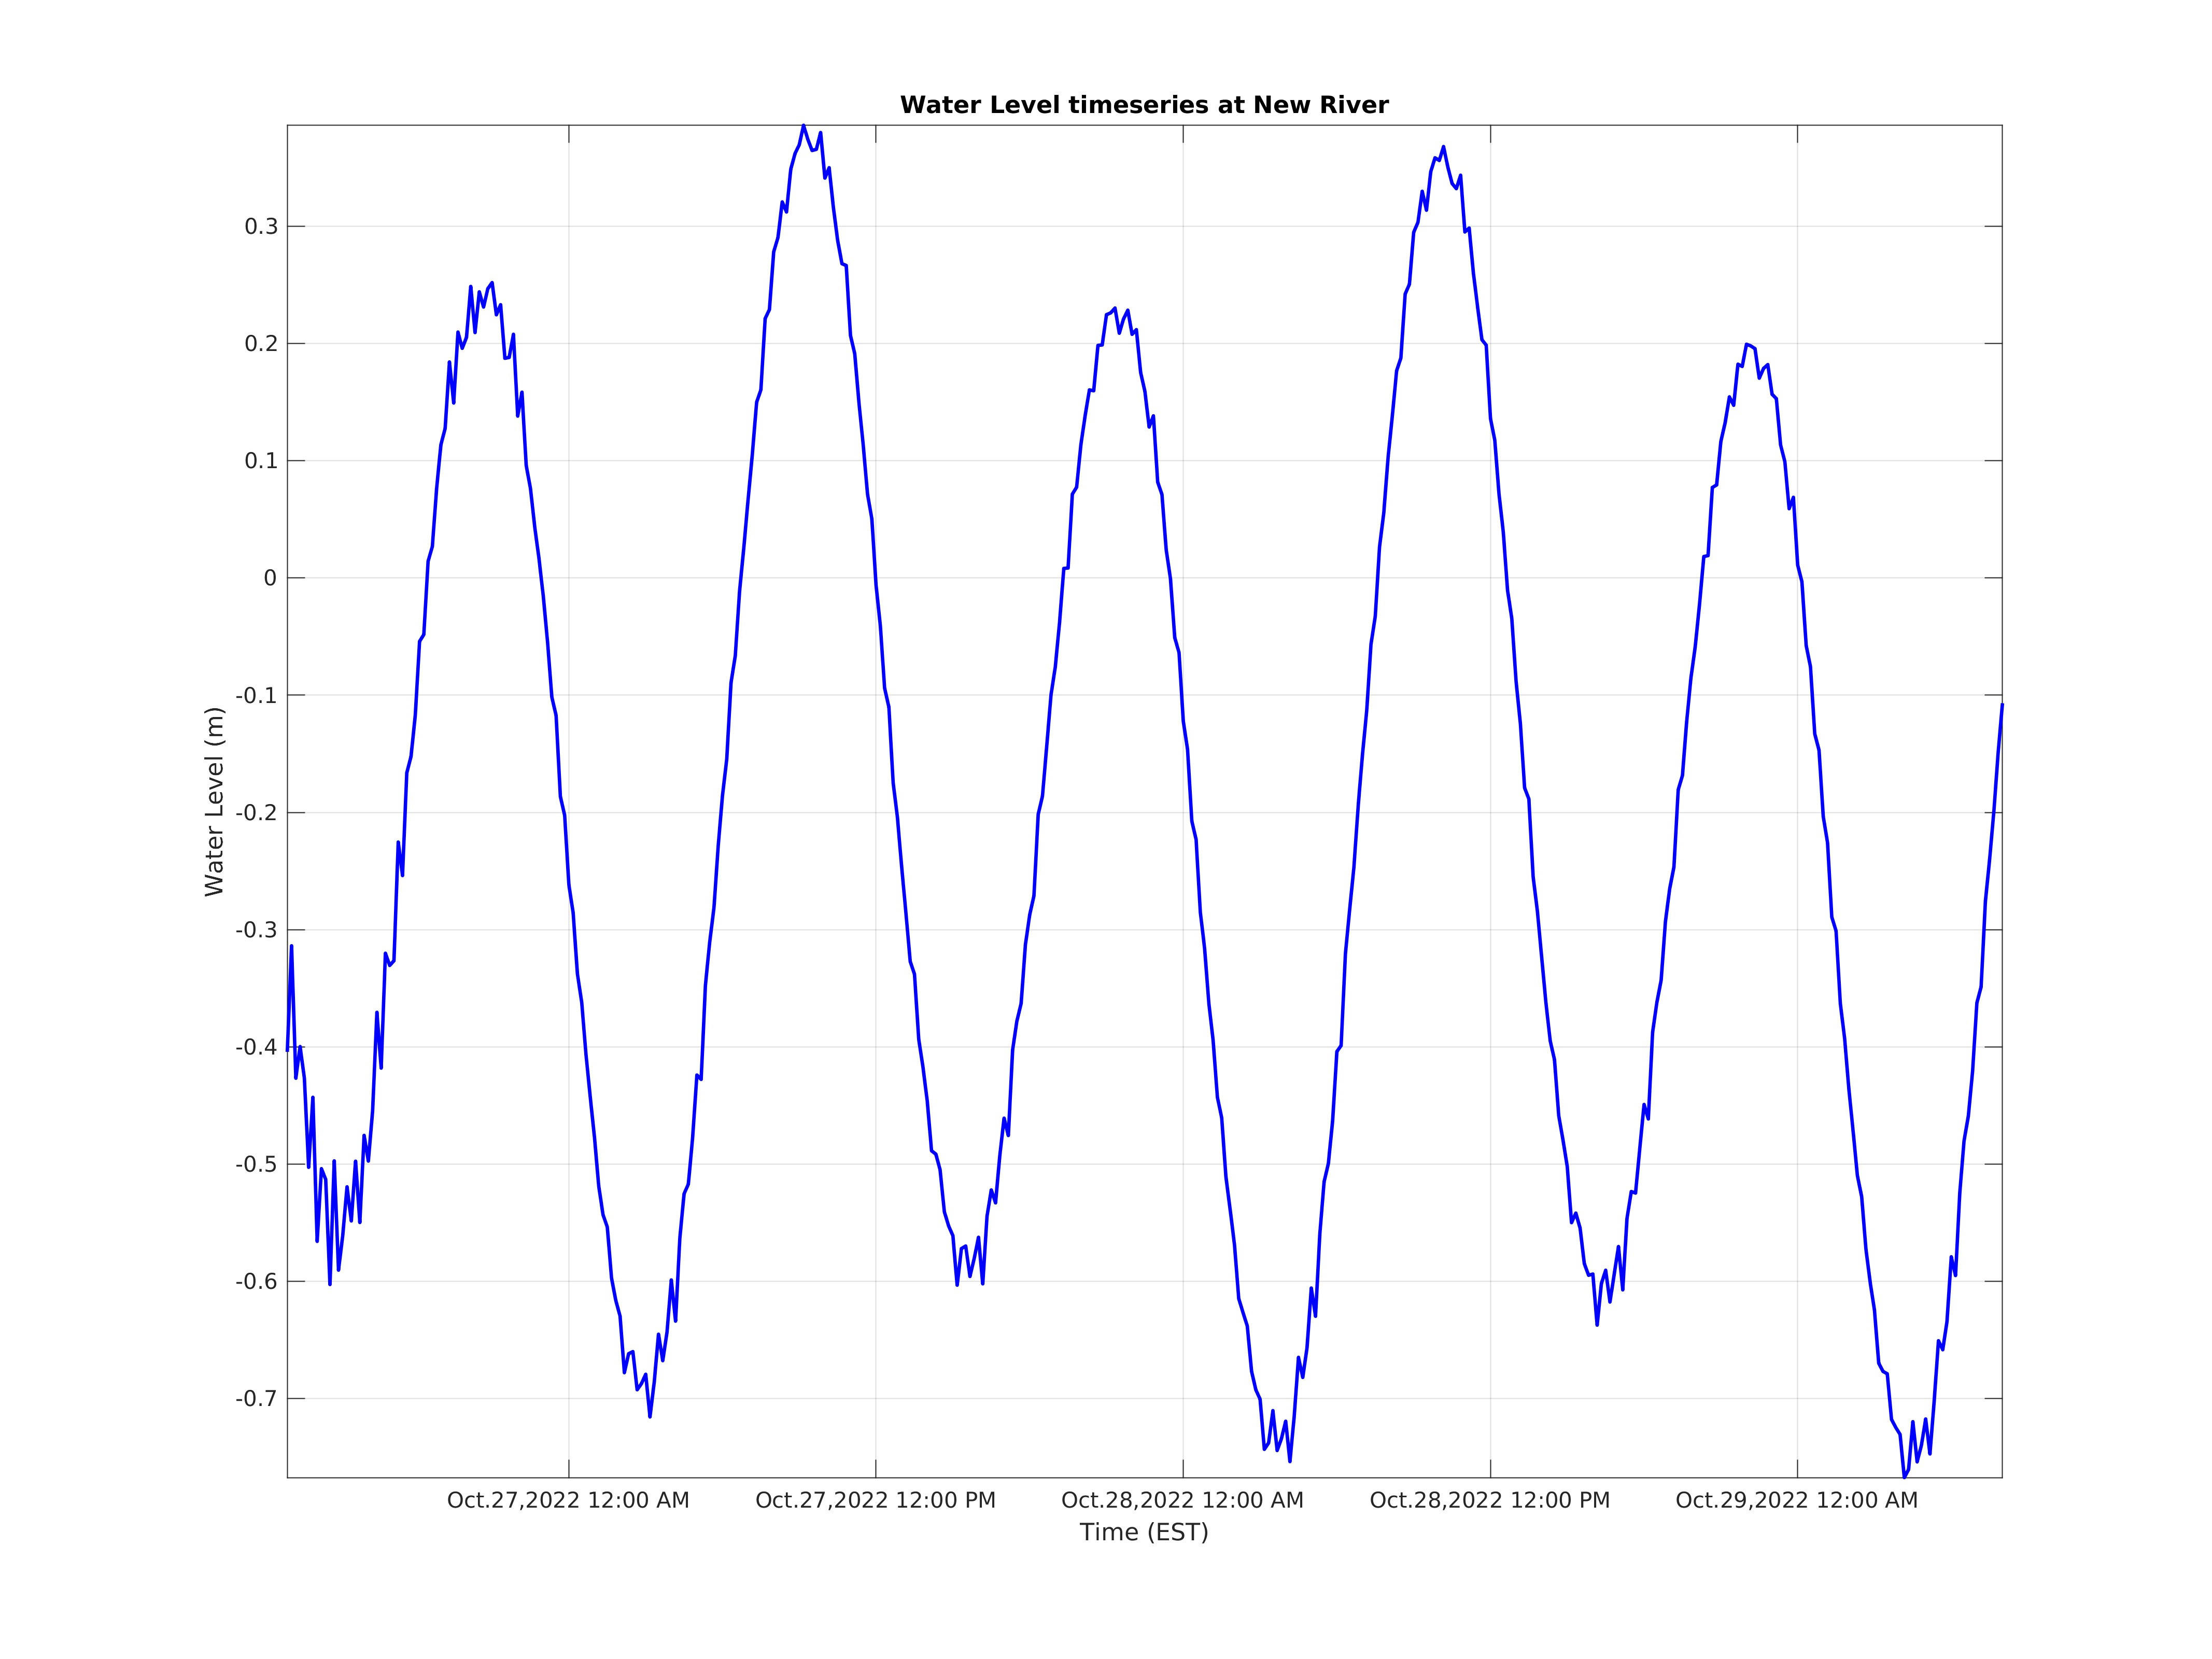 Water Level timeseries at New River
0.3
0.2
0.1
0
-0.1
-0.2
-0.3
-0.4
-0.5
-0.6
-0.7
Water Level (m)
Oct.27,2022 12:00 AM
Oct.27,2022 12:00 PM
Oct.28,2022 12:00 AM
Oct.28,2022 12:00 PM
Oct.29,2022 12:00 AM
Time (EST)